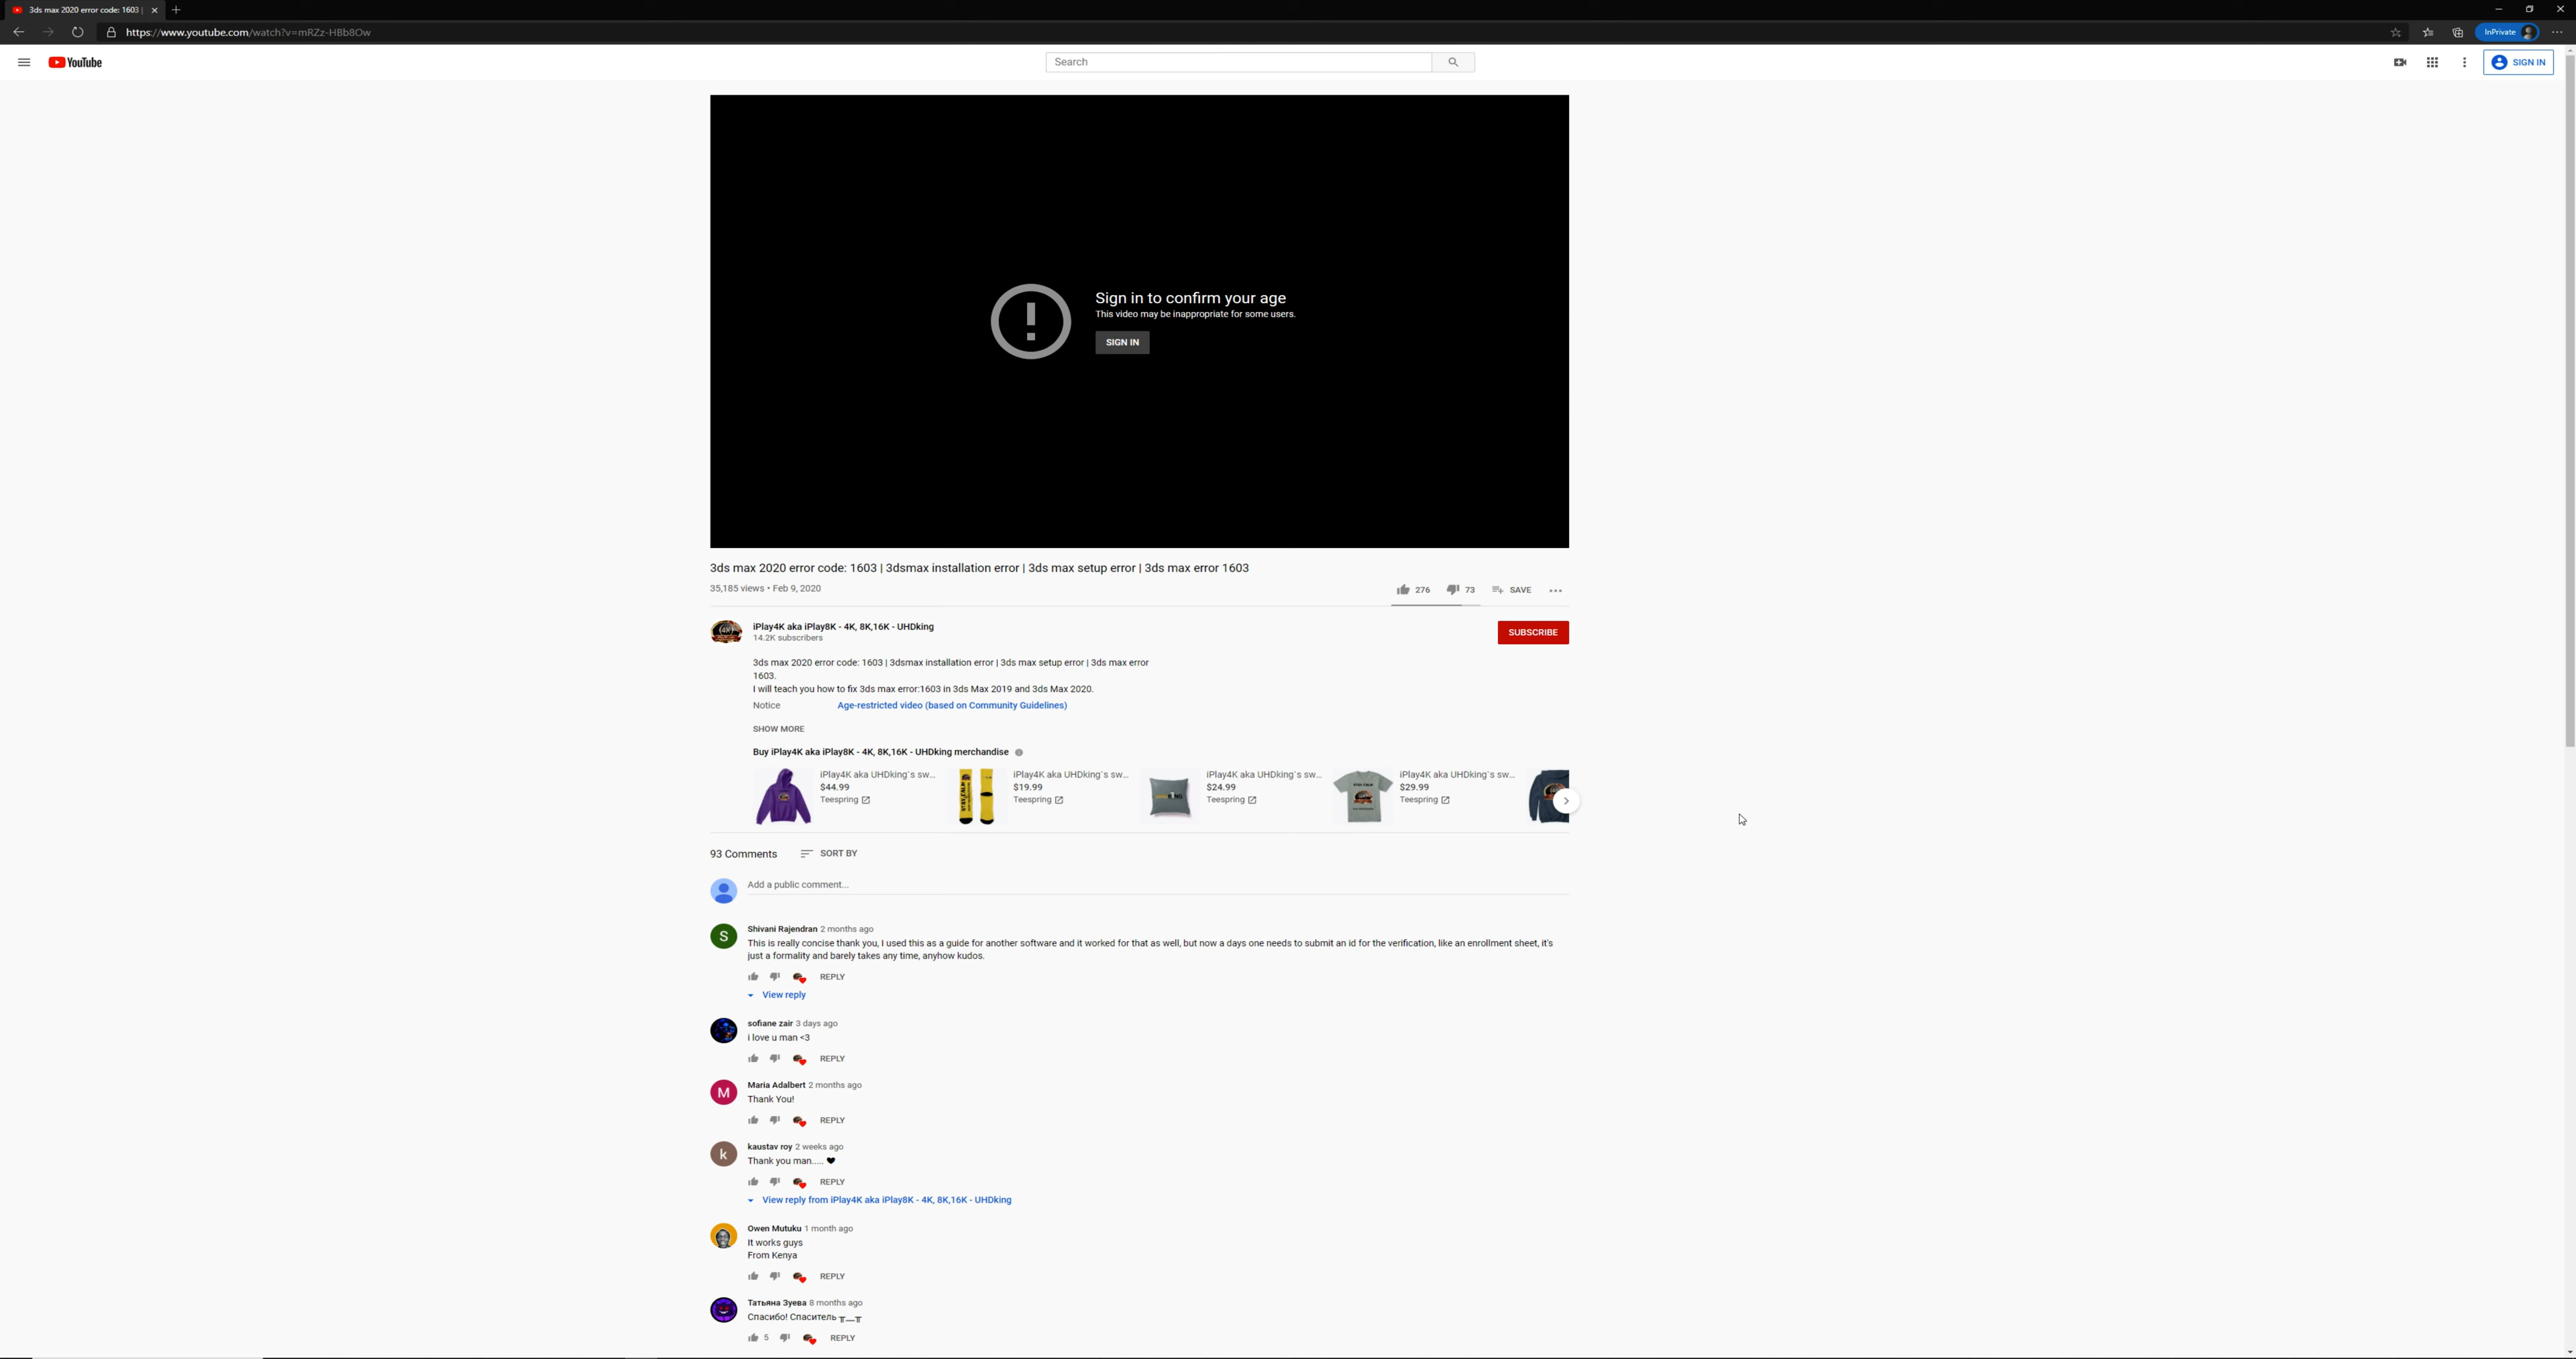 3ds max 2020 error code: 1603 |
https://www.youtube.com/watch?v=mRZz-HBb8Ow
InPrivate
YouTube
Search
SIGN IN
Sign in to confirm your age
This video may be inappropriate for some users.
SIGN IN
3ds max 2020 error code: 1603 | 3dsmax installation error | 3ds max setup error | 3ds max error 1603
35,185 views • Feb 9, 2020
276
73
SAVE
iPlay4K aka iPlay8K - 4K, 8K,16K - UHDking
14.2K subscribers
SUBSCRIBE
3ds max 2020 error code: 1603 | 3dsmax installation error | 3ds max setup error | 3ds max error
1603.
I will teach you how to fix 3ds max error:1603 in 3ds Max 2019 and 3ds Max 2020.
Notice Age-restricted video (based on Community Guidelines)
SHOW MORE
Buy iPlay4K aka iPlay8K - 4K, 8K,16K - UHDking merchandise
iPlay4K aka UHDking`s sw...
$44.99
Teespring
iPlay4K aka UHDking`s sw...
$19.99
Teespring
iPlay4K aka UHDking`s sw...
$24.99
Teespring
iPlay4K aka UHDking`s sw...
$29.99
Teespring
93 Comments SORT BY
Add a public comment...
S
Shivani Rajendran 2 months ago
This is really concise thank you, I used this as a guide for another software and it worked for that as well, but now a days one needs to submit an id for the verification, like an enrollment sheet, it's
just a formality and barely takes any time, anyhow kudos.
REPLY
View reply
sofiane zair 3 days ago
i love u man <3
REPLY
M
Maria Adalbert 2 months ago
Thank You!
REPLY
k
kaustav roy 2 weeks ago
Thank you man..... 🖤
REPLY
View reply from iPlay4K aka iPlay8K - 4K, 8K,16K - UHDking
Owen Mutuku 1 month ago
It works guys
From Kenya
REPLY
Татьяна Зуева 8 months ago
Спасибо! Спаситель ╥﹏╥
5 REPLY